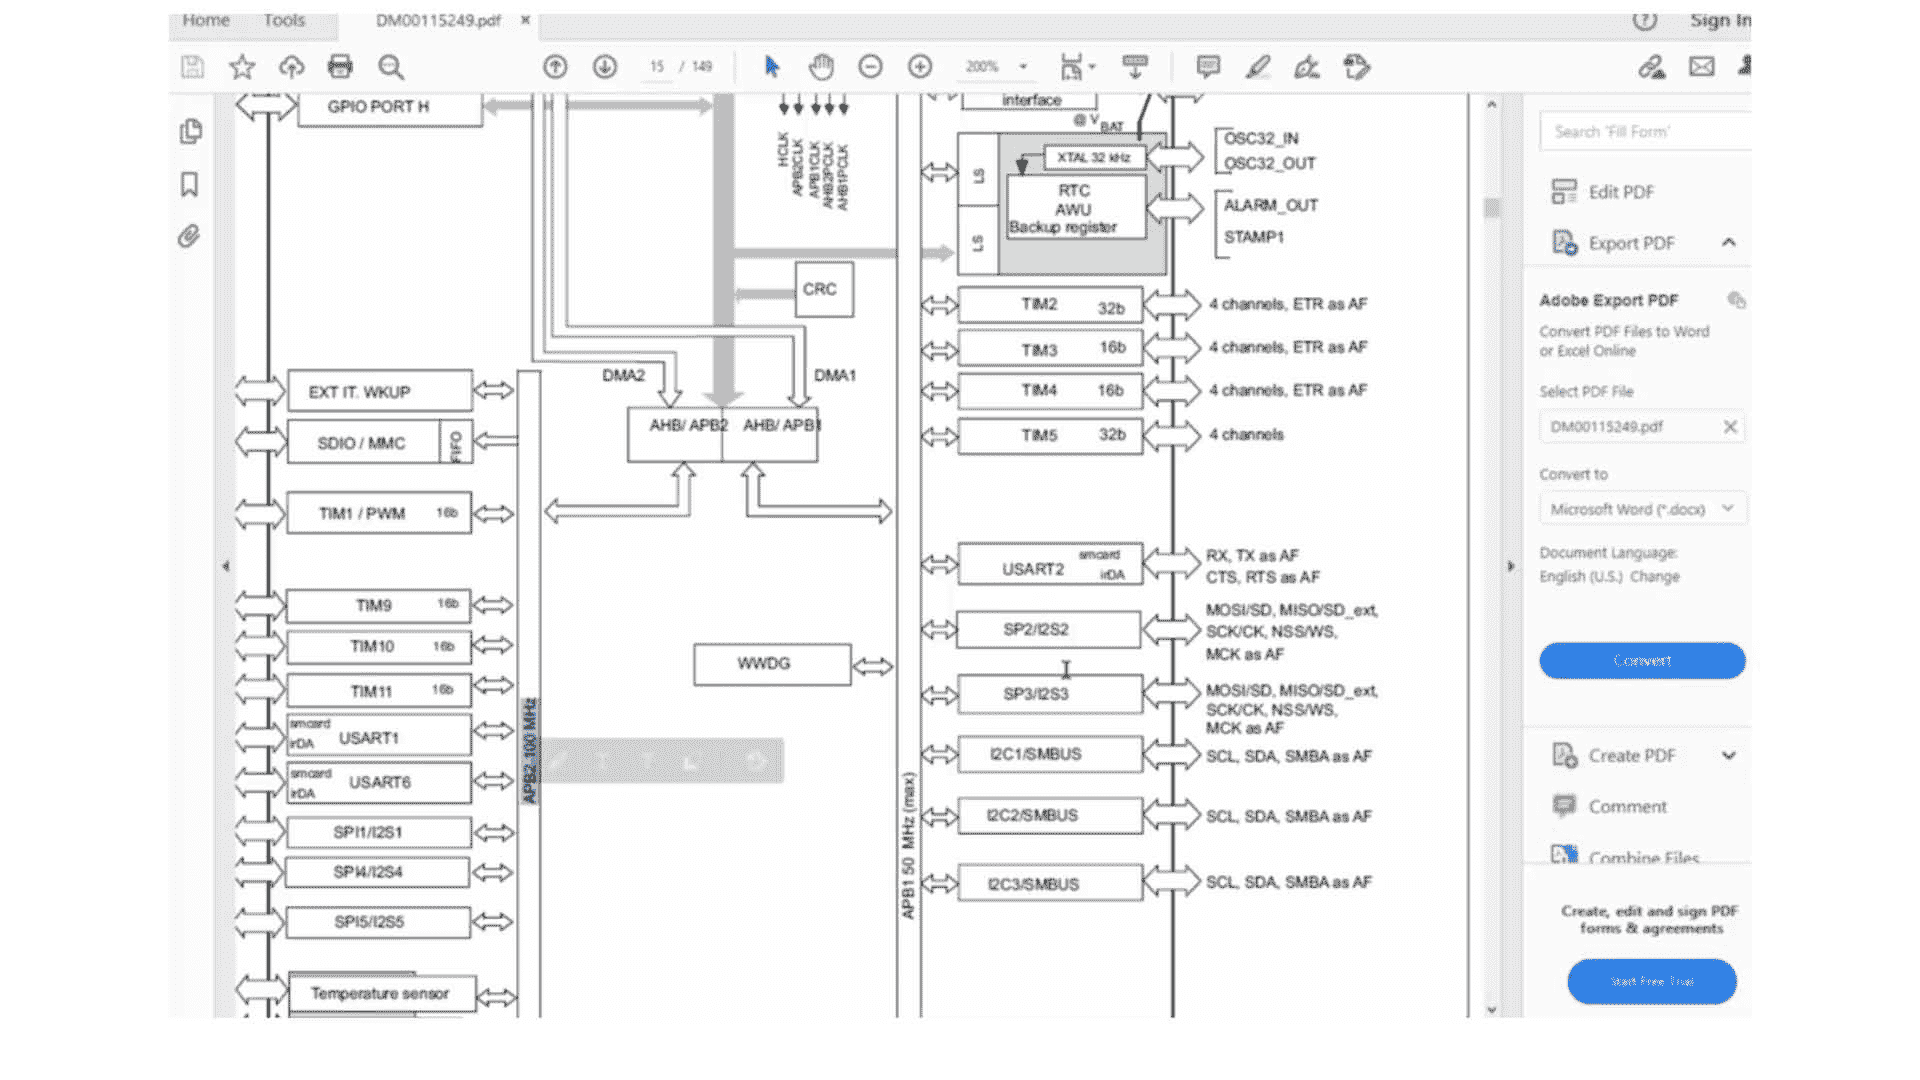 Home Tools DM00115249.pdf × Sign In
15 / 149 200%
GPIO PORT H
HCLK
APB2CLK
APB1CLK
AHB2PCLK
AHB1PCLK
CRC
DMA2 DMA1
AHB/ APB2 AHB/ APB1
EXT IT. WKUP
SDIO / MMC FIFO
TIM1 / PWM 16b
TIM9 16b
TIM10 16b
TIM11 16b
smcard
irDA USART1
smcard
irDA USART6
SPI1/I2S1
SPI4/I2S4
SPI5/I2S5
Temperature sensor
APB2 100 MHz
WWDG
APB1 50 MHz (max)
interface
@ VBAT
LS
LS
XTAL 32 kHz
RTC
AWU
Backup register
OSC32_IN
OSC32_OUT
ALARM_OUT
STAMP1
TIM2 32b 4 channels, ETR as AF
TIM3 16b 4 channels, ETR as AF
TIM4 16b 4 channels, ETR as AF
TIM5 32b 4 channels
USART2 smcard irDA
RX, TX as AF
CTS, RTS as AF
SP2/I2S2
MOSI/SD, MISO/SD_ext,
SCK/CK, NSS/WS,
MCK as AF
SP3/I2S3
MOSI/SD, MISO/SD_ext,
SCK/CK, NSS/WS,
MCK as AF
I2C1/SMBUS SCL, SDA, SMBA as AF
I2C2/SMBUS SCL, SDA, SMBA as AF
I2C3/SMBUS SCL, SDA, SMBA as AF
Search 'Fill Form'
Edit PDF
Export PDF
Adobe Export PDF
Convert PDF Files to Word
or Excel Online
Select PDF File
DM00115249.pdf
Convert to
Microsoft Word (*.docx)
Document Language:
English (U.S.) Change
Convert
Create PDF
Comment
Combine Files
Create, edit and sign PDF
forms & agreements
Start Free Trial